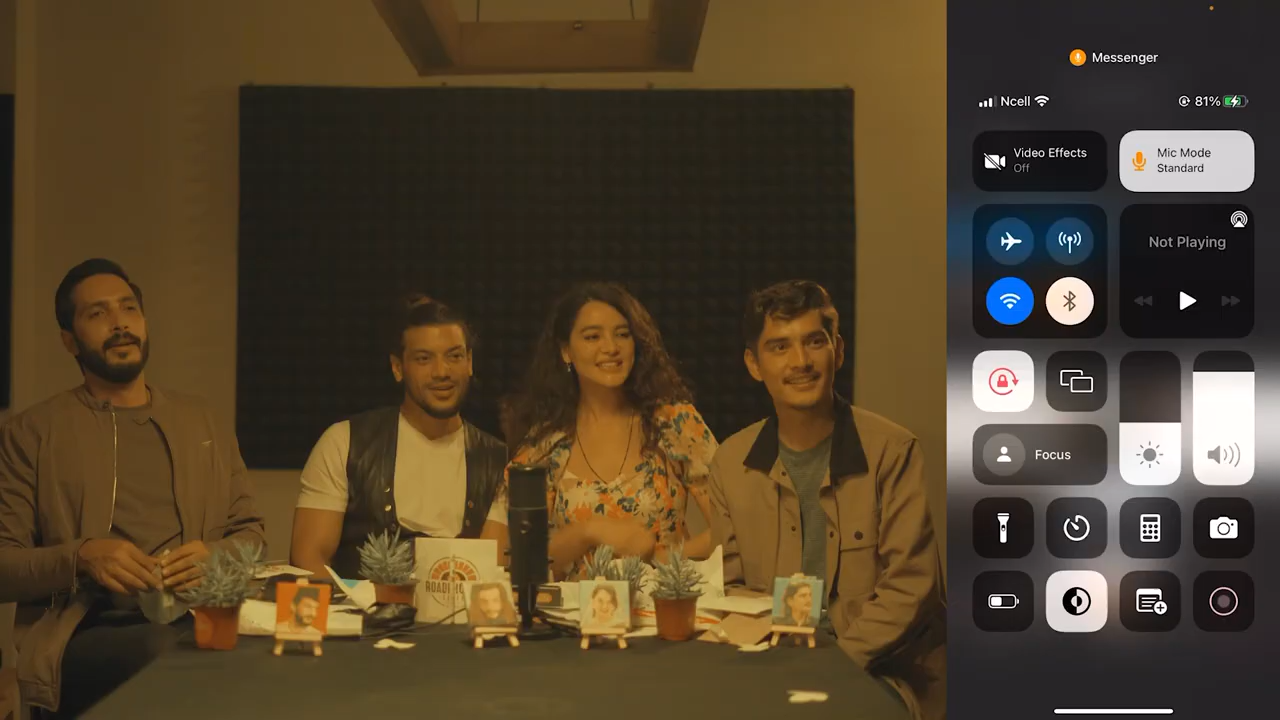 Messenger
Ncell
81%
Video Effects
Off
Mic Mode
Standard
Not Playing
Focus